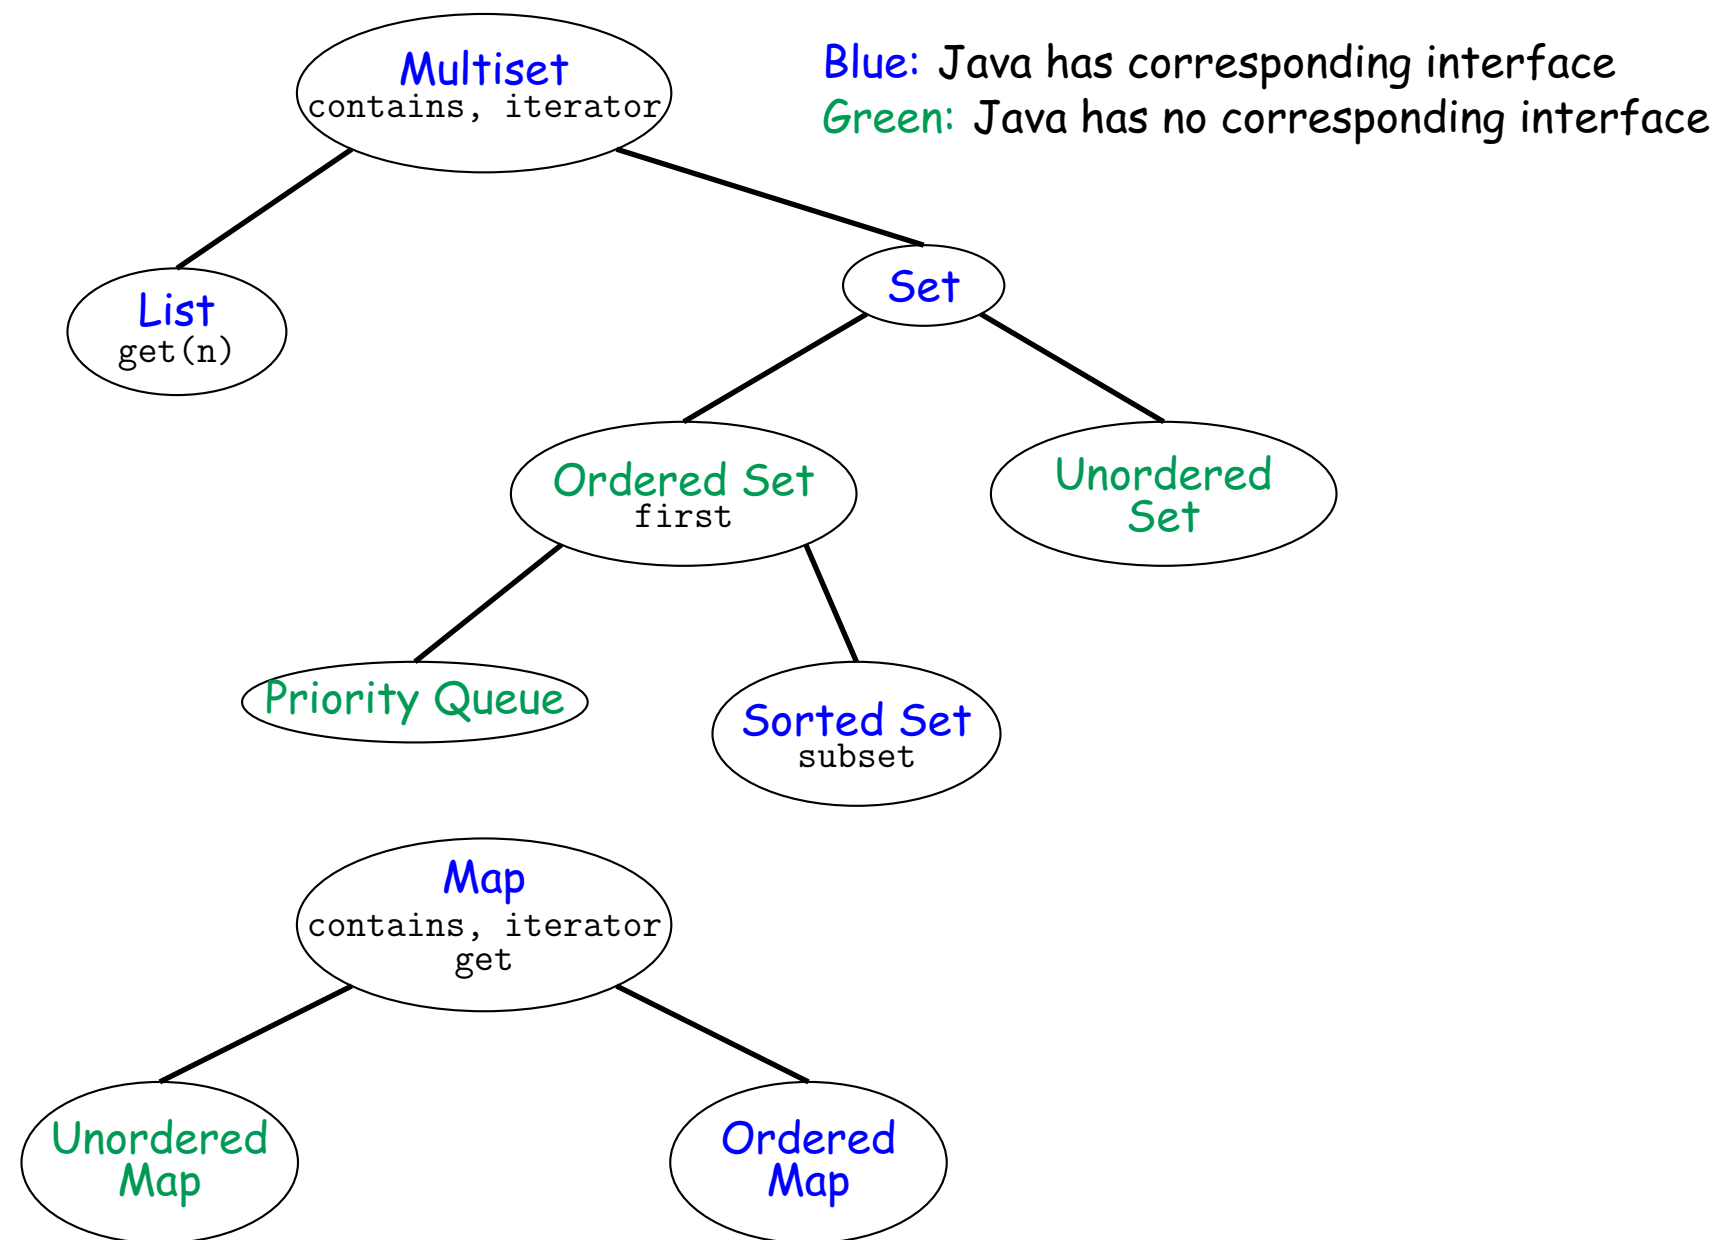 Multiset
contains, iterator
Blue: Java has corresponding interface
Green: Java has no corresponding interface
List
get(n)
Set
Ordered Set
first
Unordered
Set
Priority Queue
Sorted Set
subset
Map
contains, iterator
get
Unordered
Map
Ordered
Map